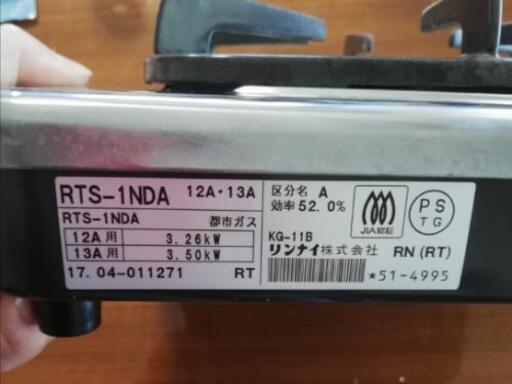 RTS-1NDA 12A・13A
RTS-1NDA 都市ガス
12A用 3.26kW
13A用 3.50kW
17.04-011271 RT
区分名 A
効率52.0%
JIA認証
PS
TG
KG-11B
リンナイ株式会社 RN(RT)
*51-4995